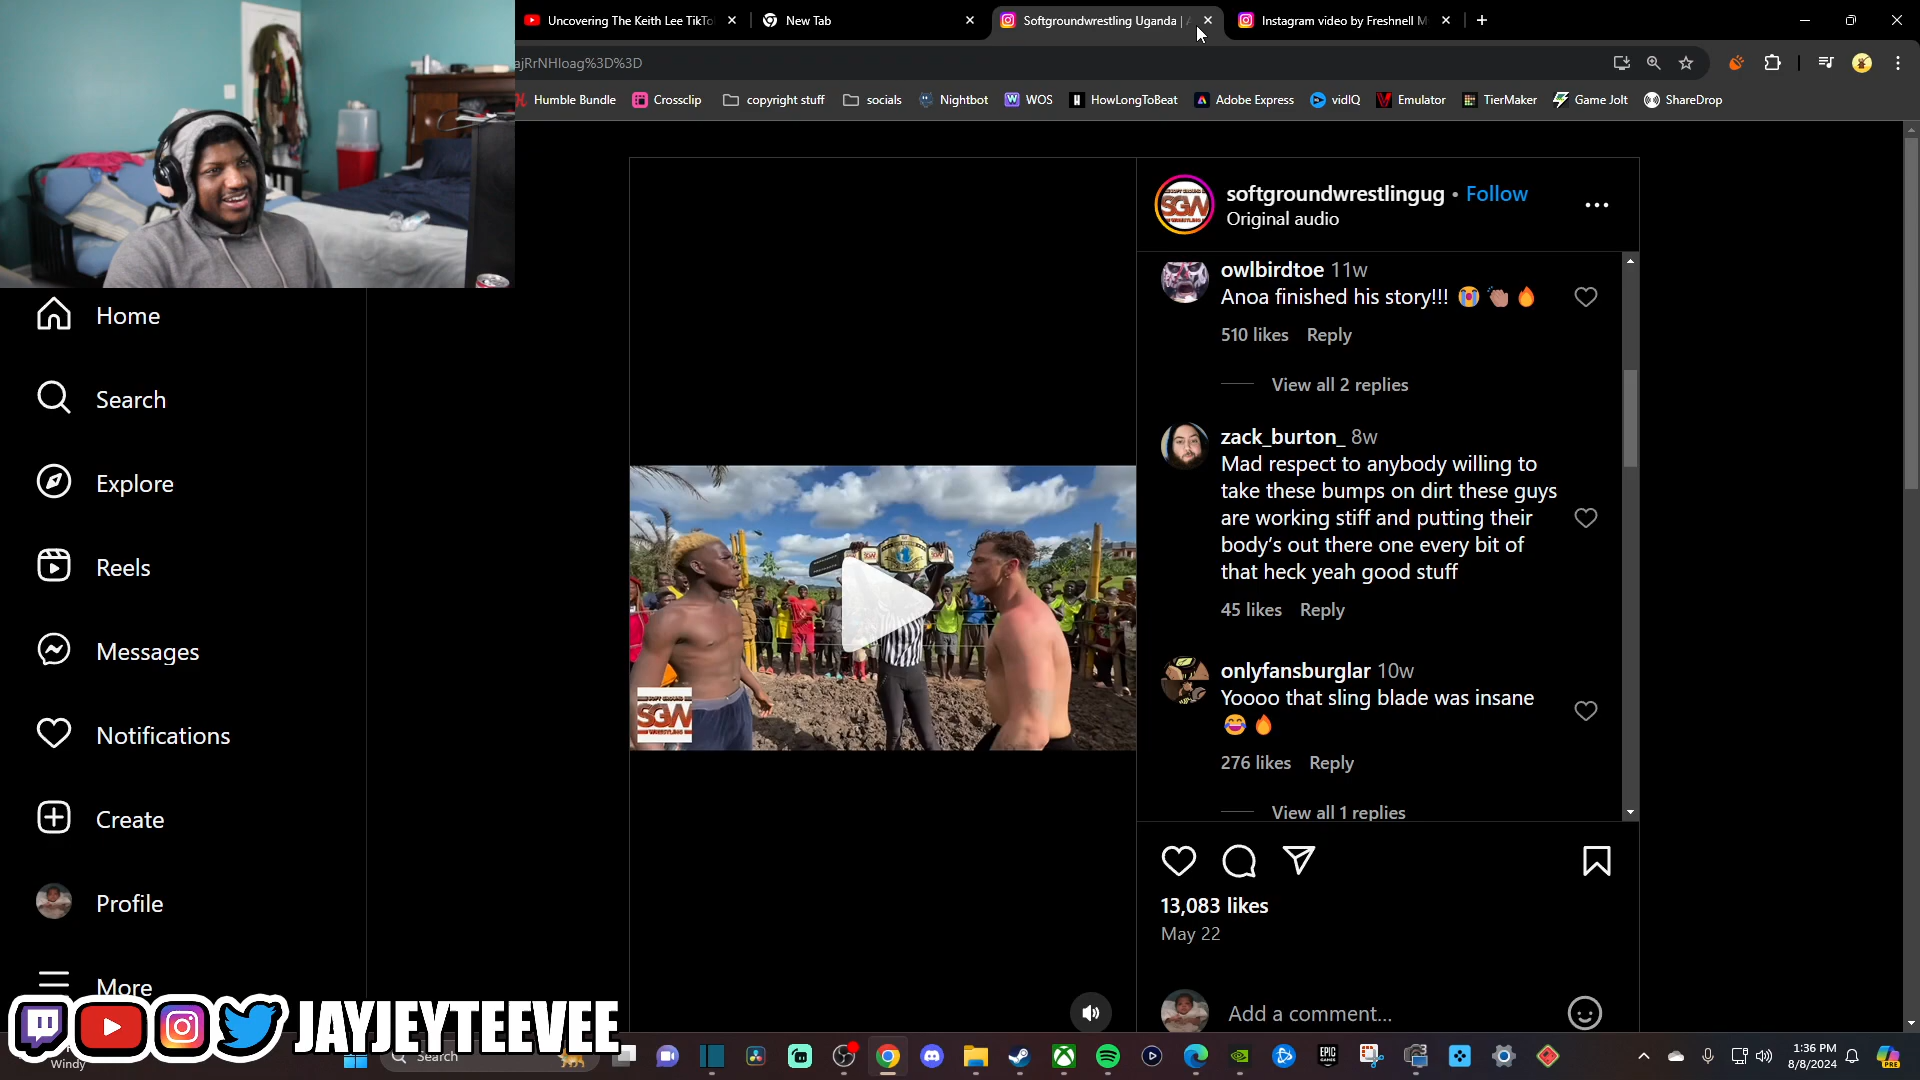 Uncovering The Keith Lee TikTo
New Tab
Softgroundwrestling Uganda |
Instagram video by Freshnell M
ajRrNHloag%3D%3D
Humble Bundle
Crossclip
copyright stuff
socials
Nightbot
WOS
HowLongToBeat
Adobe Express
vidIQ
Emulator
TierMaker
Game Jolt
ShareDrop
Home
Search
Explore
Reels
Messages
Notifications
Create
Profile
More
SGW
softgroundwrestlingug • Follow
Original audio
owlbirdtoe 11w
Anoa finished his story!!! 😭👏🏽🔥
510 likes Reply
View all 2 replies
zack_burton_ 8w
Mad respect to anybody willing to
take these bumps on dirt these guys
are working stiff and putting their
body's out there one every bit of
that heck yeah good stuff
45 likes Reply
onlyfansburglar 10w
Yoooo that sling blade was insane
😂🔥
276 likes Reply
View all 1 replies
SGW
WRESTLING
13,083 likes
May 22
Add a comment...
JAYJEYTEEVEE
Windy
Search
EPIC
PRE
1:36 PM
8/8/2024